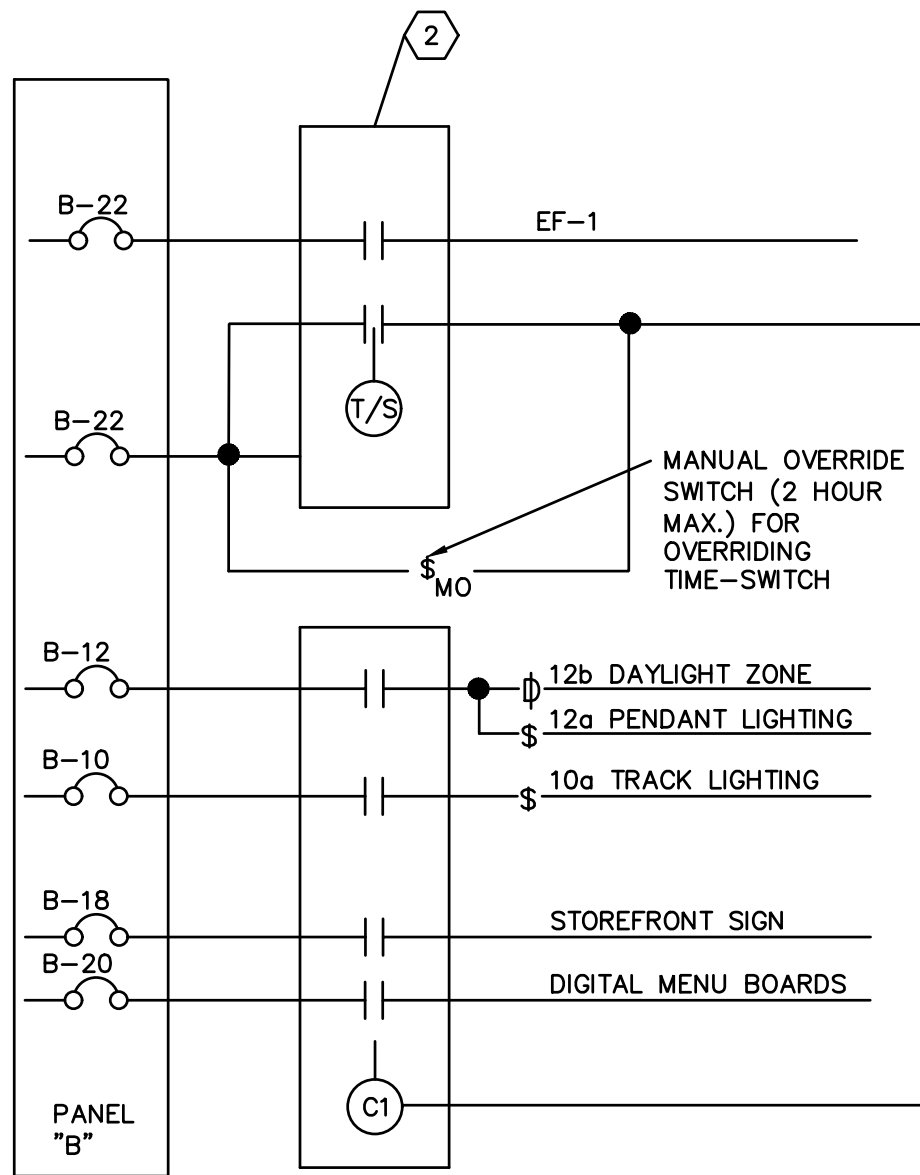 2
B-22
EF-1
T/S
B-22
MANUAL OVERRIDE
SWITCH (2 HOUR
MAX.) FOR
OVERRIDING
TIME-SWITCH
$ MO
B-12
12b DAYLIGHT ZONE
$ 12a PENDANT LIGHTING
B-10
$ 10a TRACK LIGHTING
B-18
STOREFRONT SIGN
B-20
DIGITAL MENU BOARDS
C1
PANEL
"B"